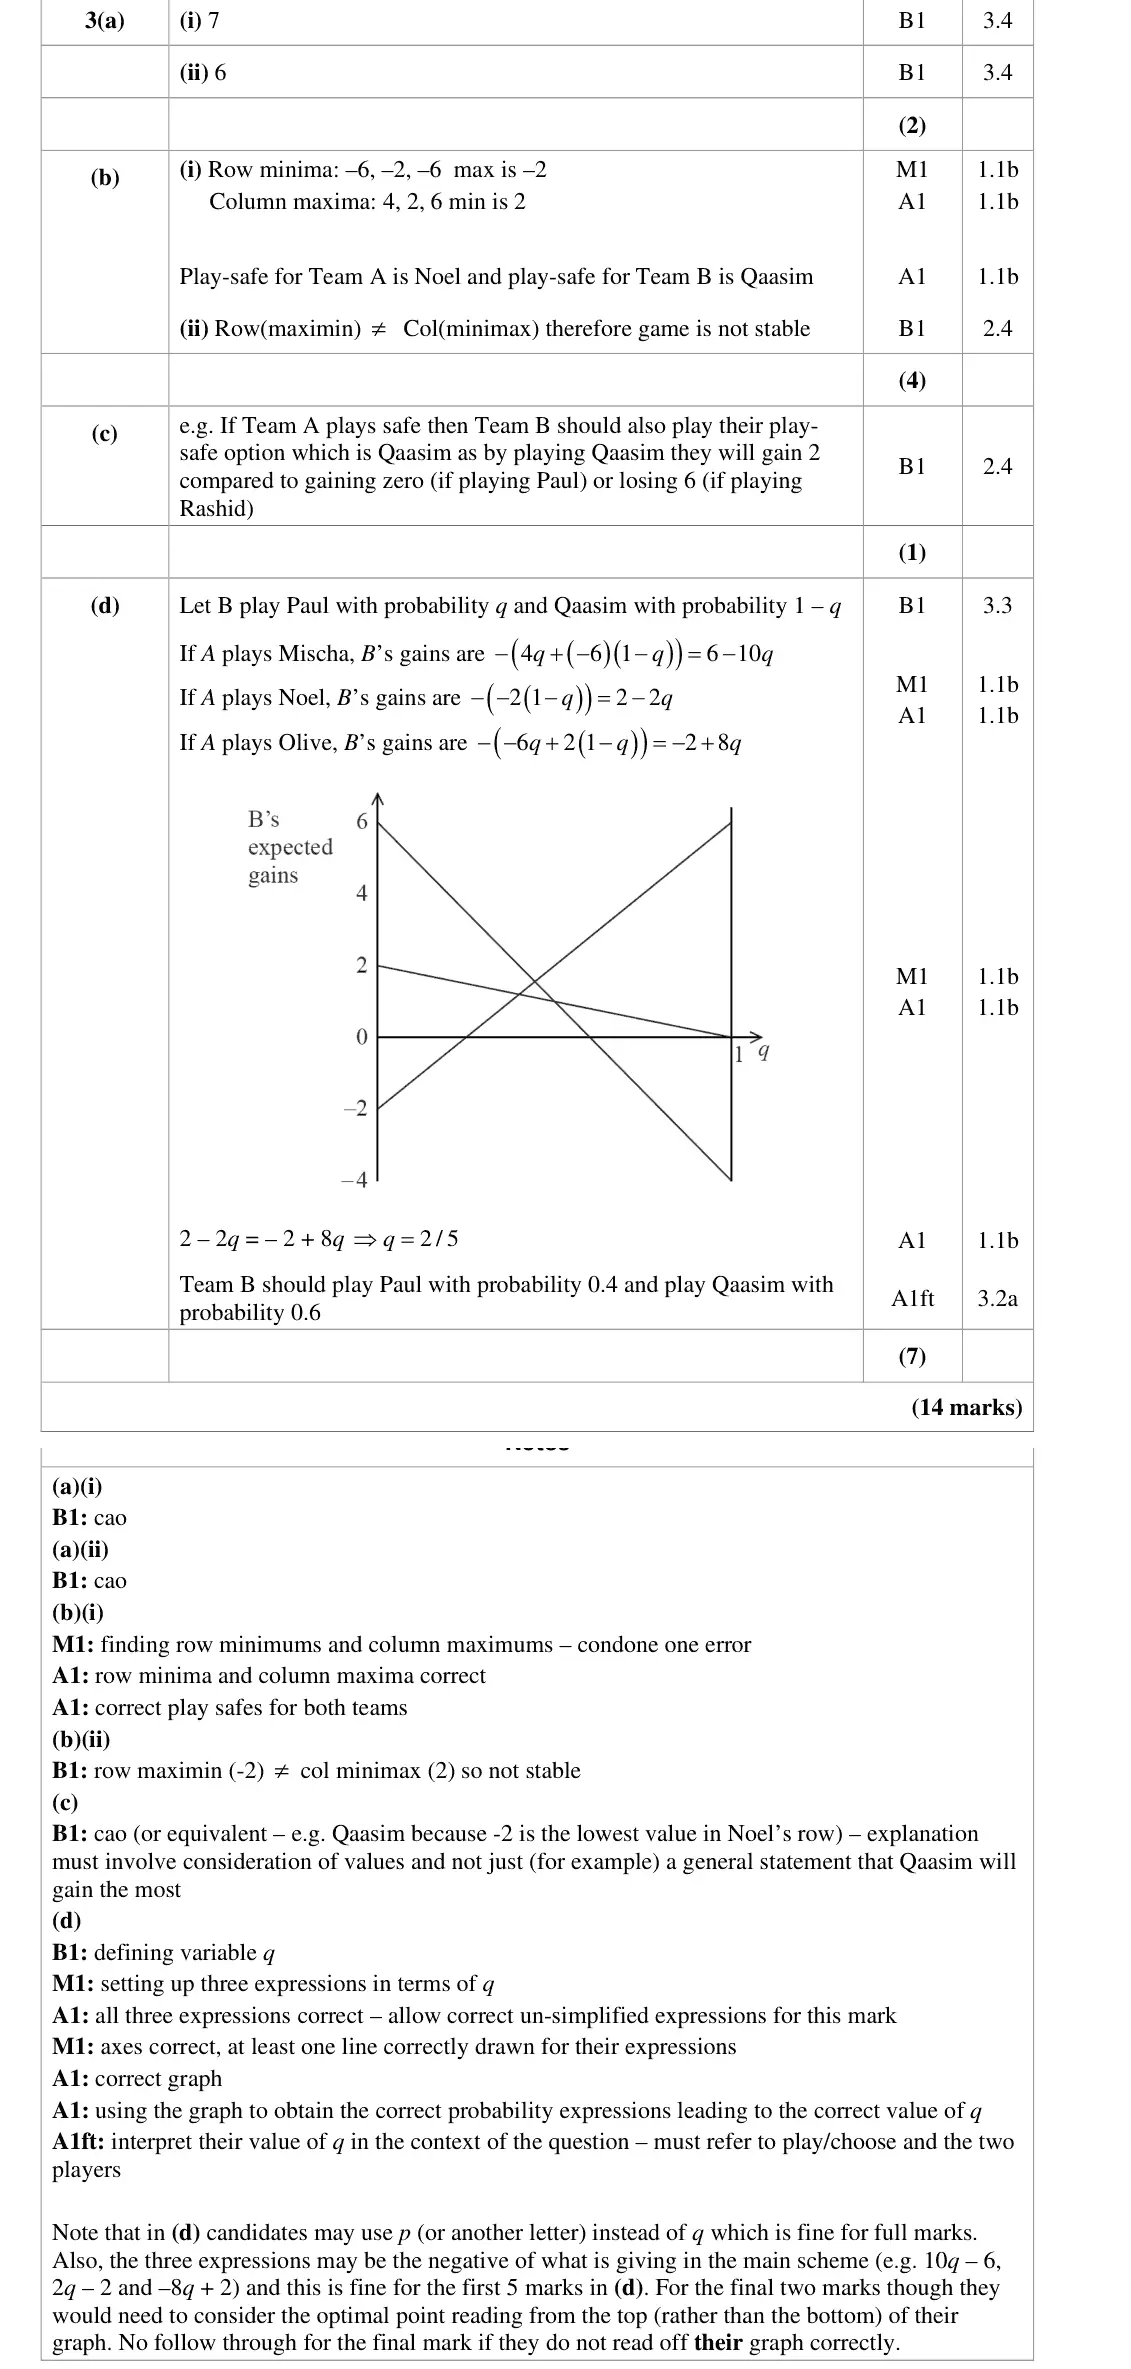 3(a) (i) 7 B1 3.4
(ii) 6 B1 3.4
(2)
(b) (i) Row minima: –6, –2, –6 max is –2 M1 1.1b
Column maxima: 4, 2, 6 min is 2 A1 1.1b
Play-safe for Team A is Noel and play-safe for Team B is Qaasim A1 1.1b
(ii) Row(maximin) ≠ Col(minimax) therefore game is not stable B1 2.4
(4)
(c) e.g. If Team A plays safe then Team B should also play their play-
safe option which is Qaasim as by playing Qaasim they will gain 2
compared to gaining zero (if playing Paul) or losing 6 (if playing
Rashid)
B1 2.4
(1)
(d) Let B play Paul with probability q and Qaasim with probability 1 – q B1 3.3
If A plays Mischa, B’s gains are –(4q+(–6)(1–q))=6–10q
If A plays Noel, B’s gains are –(–2(1–q))=2–2q
M1 1.1b
A1 1.1b
If A plays Olive, B’s gains are –(–6q+2(1–q))=–2+8q
B’s
expected
gains
6
4
2
0
–2
–4
1 q
M1 1.1b
A1 1.1b
2 – 2q = – 2 + 8q ⇒ q = 2/5 A1 1.1b
Team B should play Paul with probability 0.4 and play Qaasim with
probability 0.6
A1ft 3.2a
(7)
(14 marks)
(a)(i)
B1: cao
(a)(ii)
B1: cao
(b)(i)
M1: finding row minimums and column maximums – condone one error
A1: row minima and column maxima correct
A1: correct play safes for both teams
(b)(ii)
B1: row maximin (-2) ≠ col minimax (2) so not stable
(c)
B1: cao (or equivalent – e.g. Qaasim because -2 is the lowest value in Noel’s row) – explanation
must involve consideration of values and not just (for example) a general statement that Qaasim will
gain the most
(d)
B1: defining variable q
M1: setting up three expressions in terms of q
A1: all three expressions correct – allow correct un-simplified expressions for this mark
M1: axes correct, at least one line correctly drawn for their expressions
A1: correct graph
A1: using the graph to obtain the correct probability expressions leading to the correct value of q
A1ft: interpret their value of q in the context of the question – must refer to play/choose and the two
players
Note that in (d) candidates may use p (or another letter) instead of q which is fine for full marks.
Also, the three expressions may be the negative of what is giving in the main scheme (e.g. 10q – 6,
2q – 2 and –8q + 2) and this is fine for the first 5 marks in (d). For the final two marks though they
would need to consider the optimal point reading from the top (rather than the bottom) of their
graph. No follow through for the final mark if they do not read off their graph correctly.